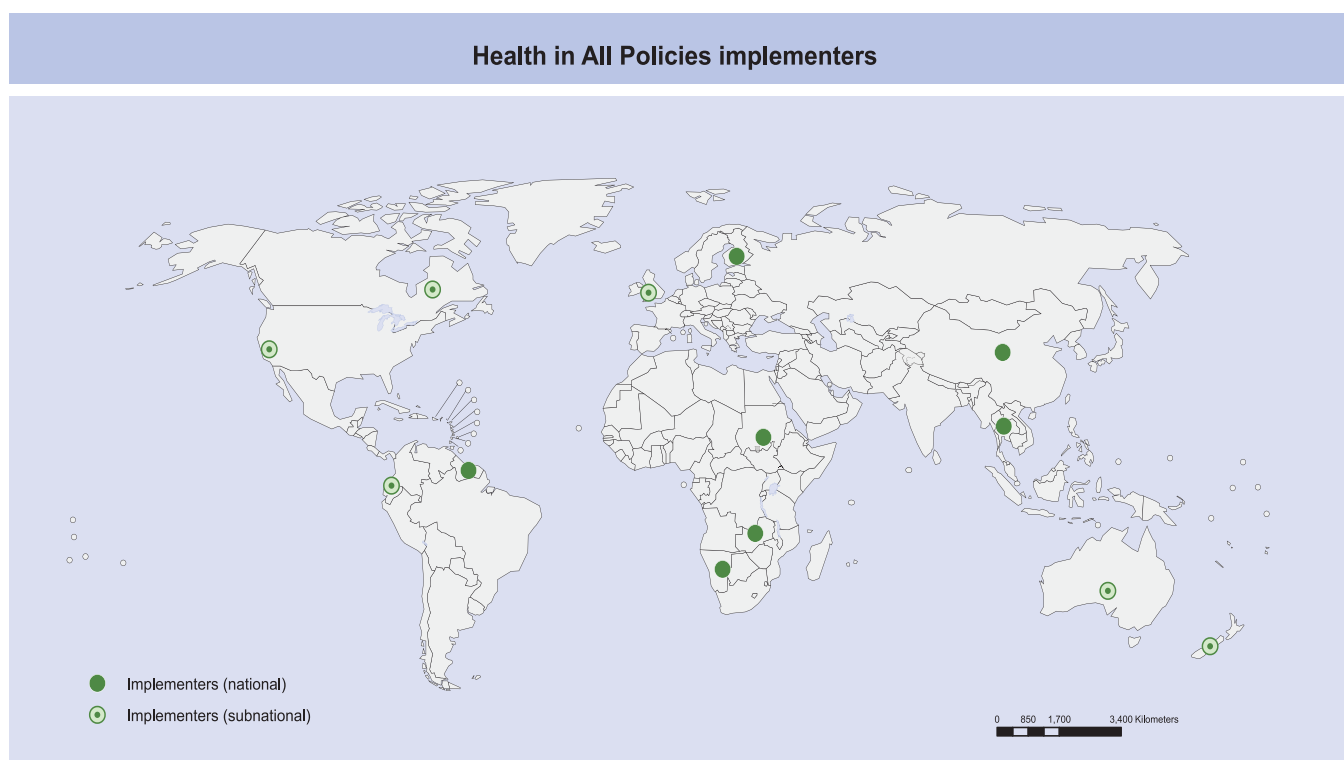 Health in All Policies implementers
Implementers (national)
Implementers (subnational)
0 850 1,700 3,400 Kilometers